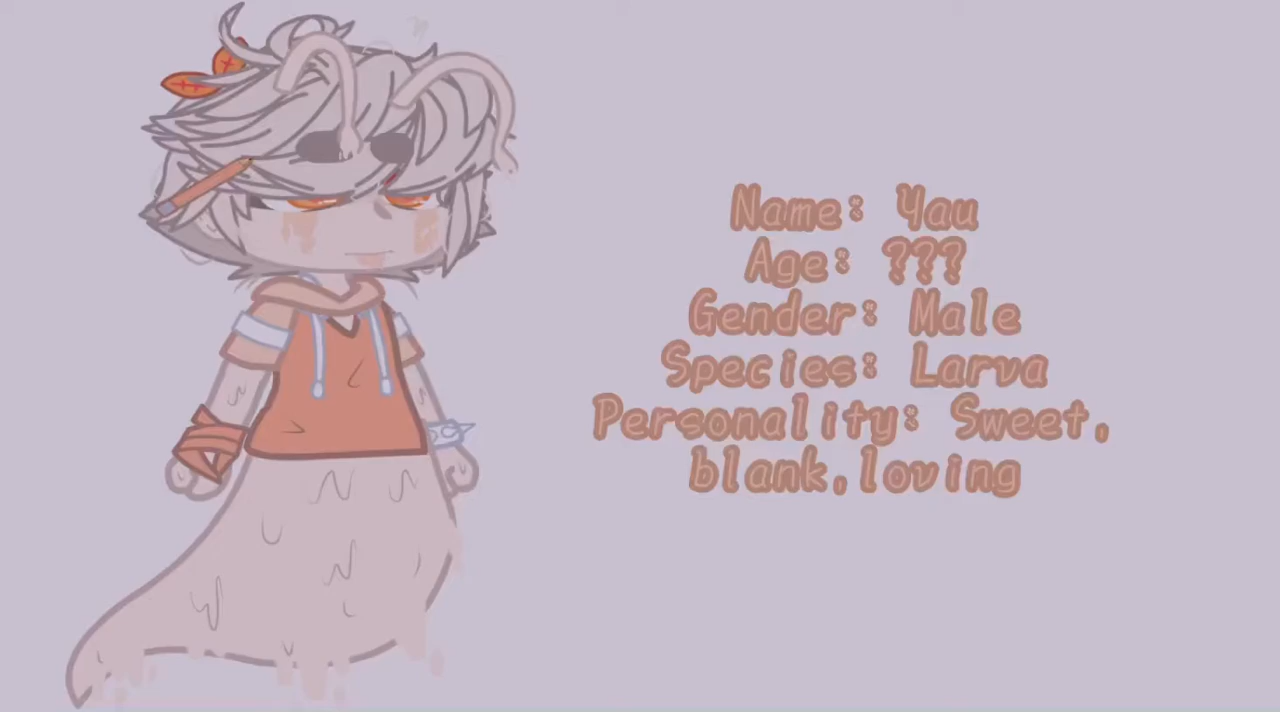 Name: Yau
Age: ???
Gender: Male
Species: Larva
Personality: Sweet,
blank,loving